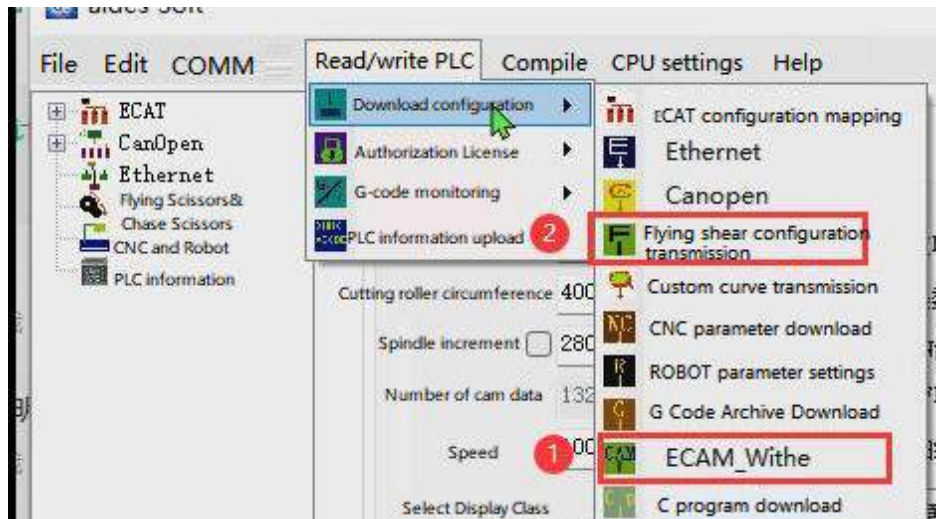 File Edit COMM Read/write PLC Compile CPU settings Help
ECAT
CanOpen
Ethernet
Flying Scissors&
Chase Scissors
CNC and Robot
PLC information
Download configuration
Authorization License
G-code monitoring
PLC information upload
2
ECAT configuration mapping
Ethernet
Canopen
Flying shear configuration
transmission
Custom curve transmission
CNC parameter download
ROBOT parameter settings
G Code Archive Download
1
ECAM_Withe
C program download
Cutting roller circumference 400
Spindle increment 280
Number of cam data 132
Speed
Select Display Class